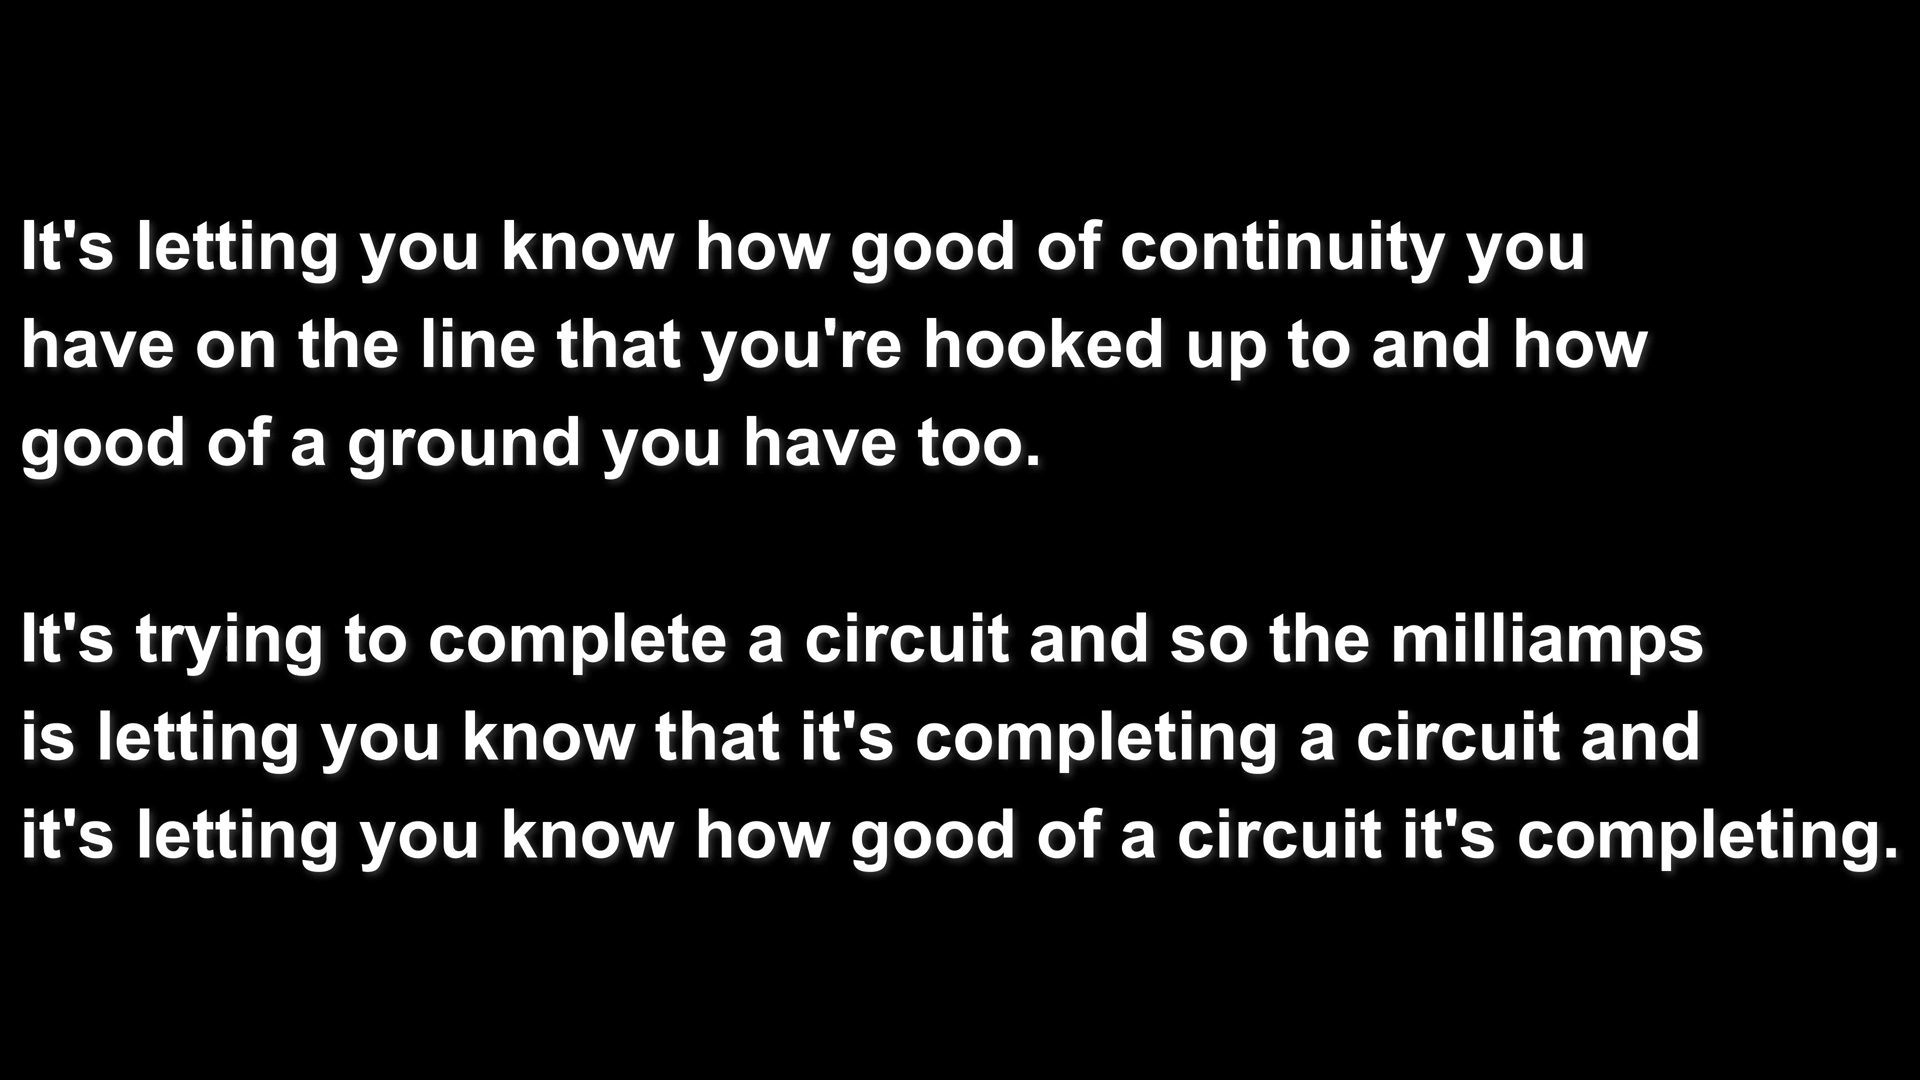 It's letting you know how good of continuity you
have on the line that you're hooked up to and how
good of a ground you have too.
It's trying to complete a circuit and so the milliamps
is letting you know that it's completing a circuit and
it's letting you know how good of a circuit it's completing.